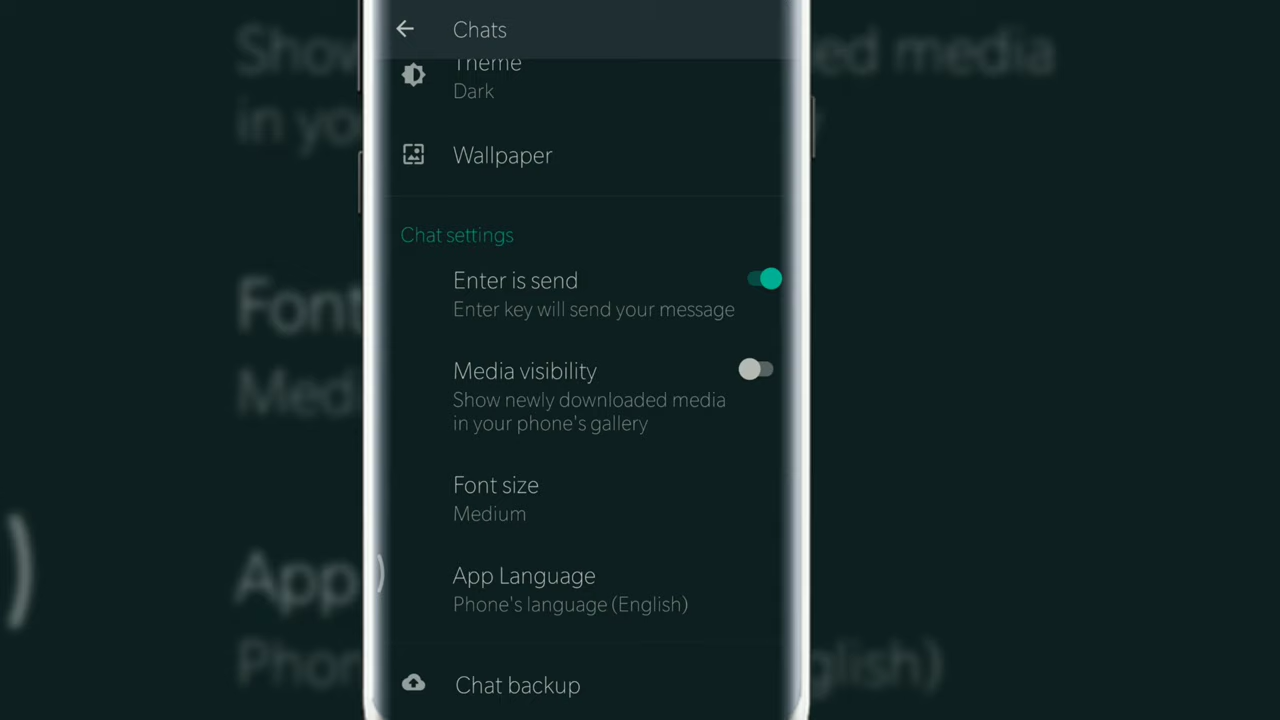 Chats
Theme
Dark
Wallpaper
Chat settings
Enter is send
Enter key will send your message
Media visibility
Show newly downloaded media
in your phone's gallery
Font size
Medium
App Language
Phone's language (English)
Chat backup